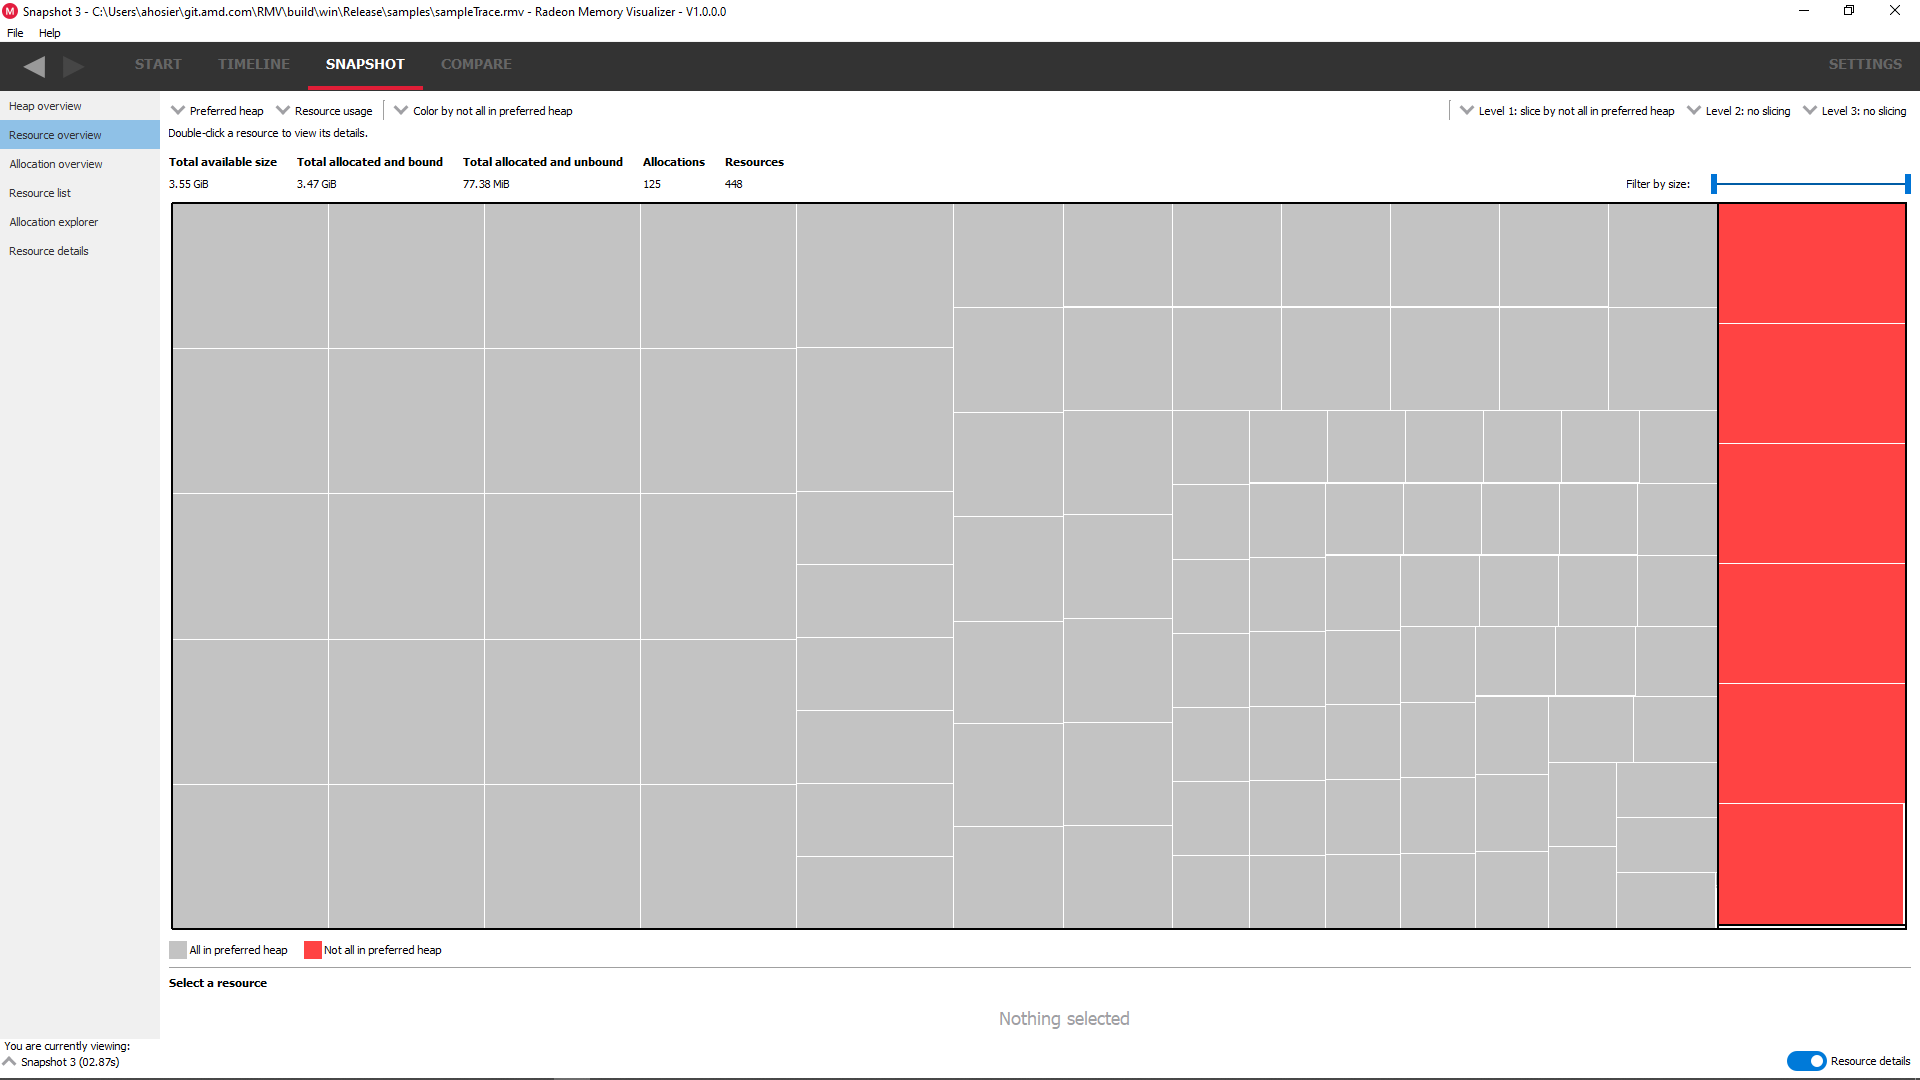 M Snapshot 3 - C:\Users\ahosier\git.amd.com\RMV\build\win\Release\samples\sampleTrace.rmv - Radeon Memory Visualizer - V1.0.0.0
File Help
START TIMELINE SNAPSHOT COMPARE SETTINGS
Heap overview
Resource overview
Allocation overview
Resource list
Allocation explorer
Resource details
Preferred heap Resource usage Color by not all in preferred heap Level 1: slice by not all in preferred heap Level 2: no slicing Level 3: no slicing
Double-click a resource to view its details.
Total available size Total allocated and bound Total allocated and unbound Allocations Resources
3.55 GiB 3.47 GiB 77.38 MiB 125 448 Filter by size:
All in preferred heap Not all in preferred heap
Select a resource
Nothing selected
You are currently viewing:
Snapshot 3 (02.87s) Resource details